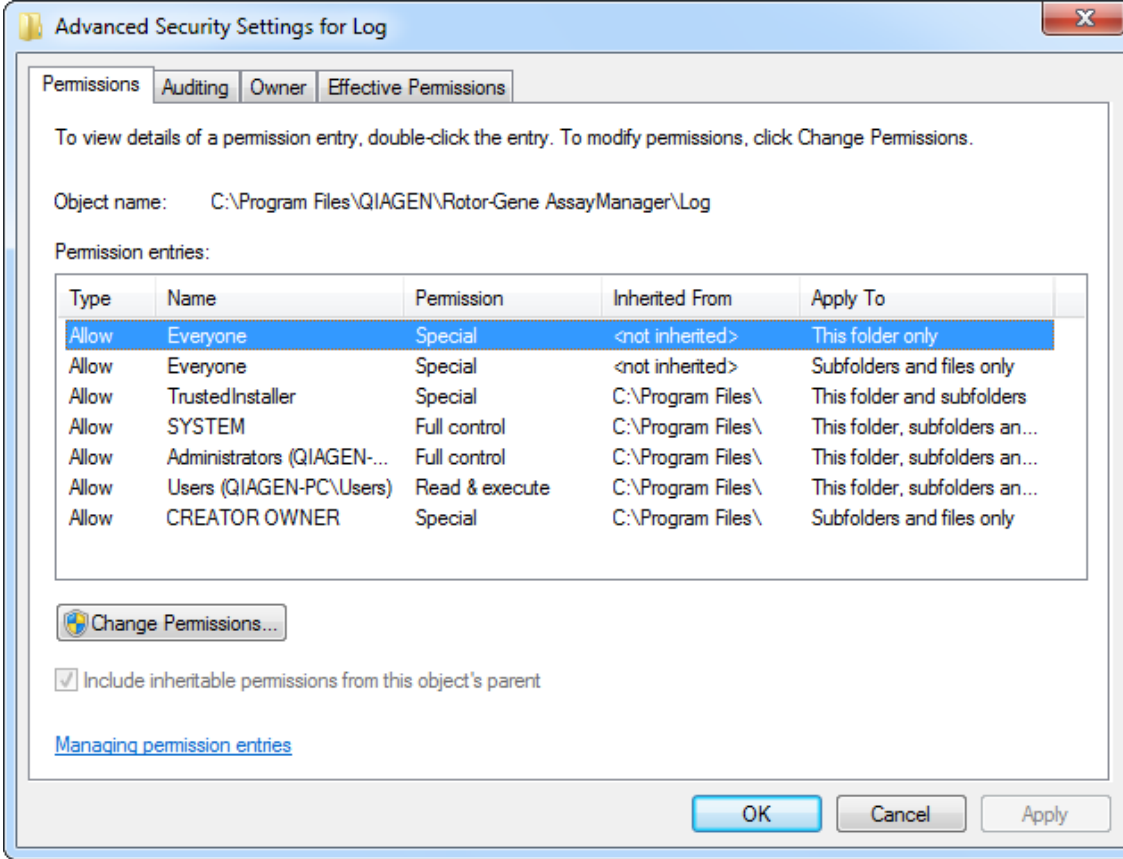 Advanced Security Settings for Log
Permissions Auditing Owner Effective Permissions
To view details of a permission entry, double-click the entry. To modify permissions, click Change Permissions.
Object name: C:\Program Files\QIAGEN\Rotor-Gene AssayManager\Log
Permission entries:
Type Name Permission Inherited From Apply To
Allow Everyone Special <not inherited> This folder only
Allow Everyone Special <not inherited> Subfolders and files only
Allow TrustedInstaller Special C:\Program Files\ This folder and subfolders
Allow SYSTEM Full control C:\Program Files\ This folder, subfolders an...
Allow Administrators (QIAGEN-... Full control C:\Program Files\ This folder, subfolders an...
Allow Users (QIAGEN-PC\Users) Read & execute C:\Program Files\ This folder, subfolders an...
Allow CREATOR OWNER Special C:\Program Files\ Subfolders and files only
Change Permissions...
Include inheritable permissions from this object's parent
Managing permission entries
OK Cancel Apply